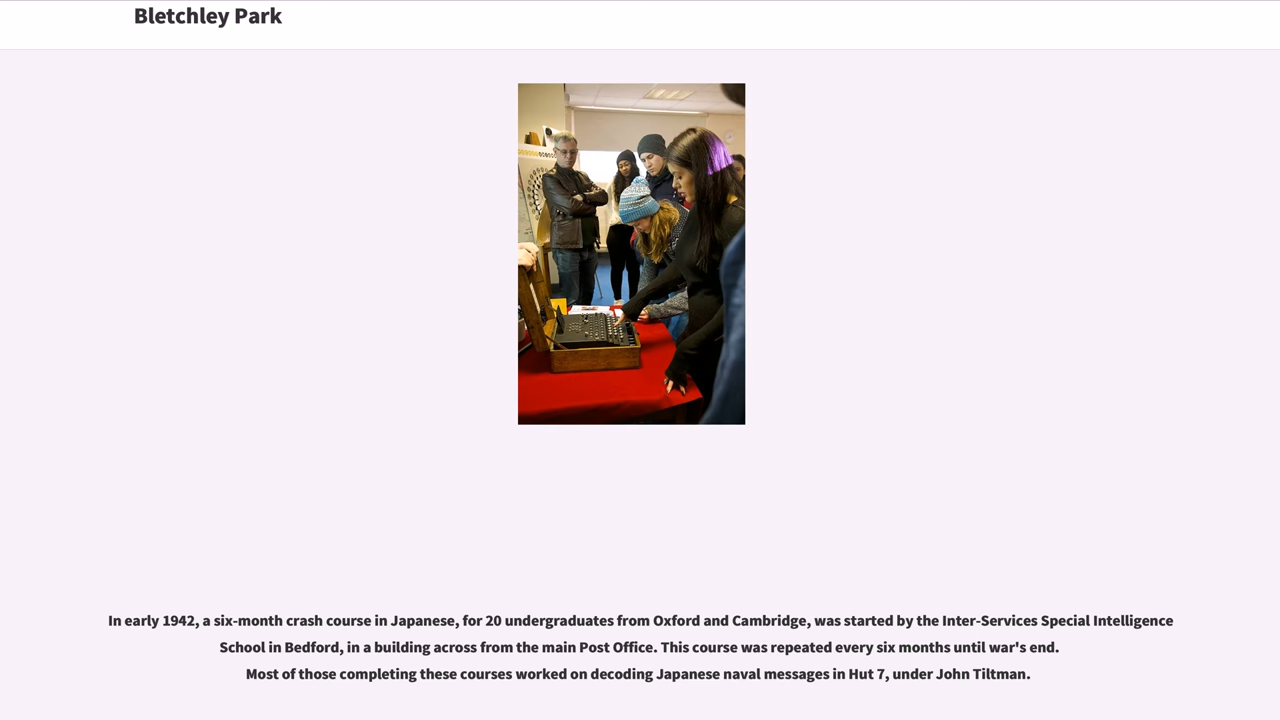 Bletchley Park
In early 1942, a six-month crash course in Japanese, for 20 undergraduates from Oxford and Cambridge, was started by the Inter-Services Special Intelligence
School in Bedford, in a building across from the main Post Office. This course was repeated every six months until war's end.
Most of those completing these courses worked on decoding Japanese naval messages in Hut 7, under John Tiltman.